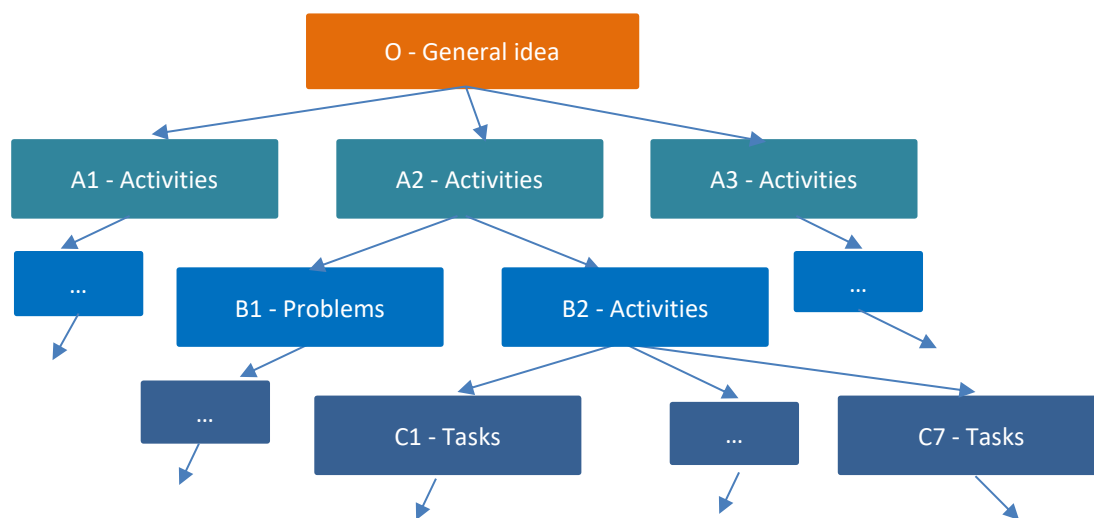 O - General idea
A1 - Activities
A2 - Activities
A3 - Activities
...
...
B1 - Problems
B2 - Activities
...
C1 - Tasks
...
C7 - Tasks